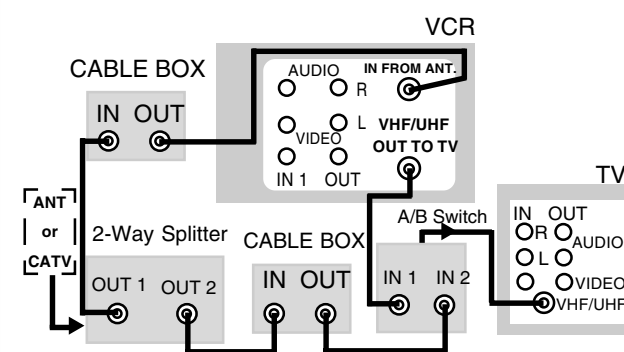 VCR
CABLE BOX
IN OUT
AUDIO
R
IN FROM ANT.
L
VIDEO
VHF/UHF
OUT TO TV
IN 1 OUT
ANT
or
CATV
2-Way Splitter
OUT 1 OUT 2
CABLE BOX
IN OUT
A/B Switch
IN 1 IN 2
TV
IN OUT
R
AUDIO
L
VIDEO
VHF/UHF